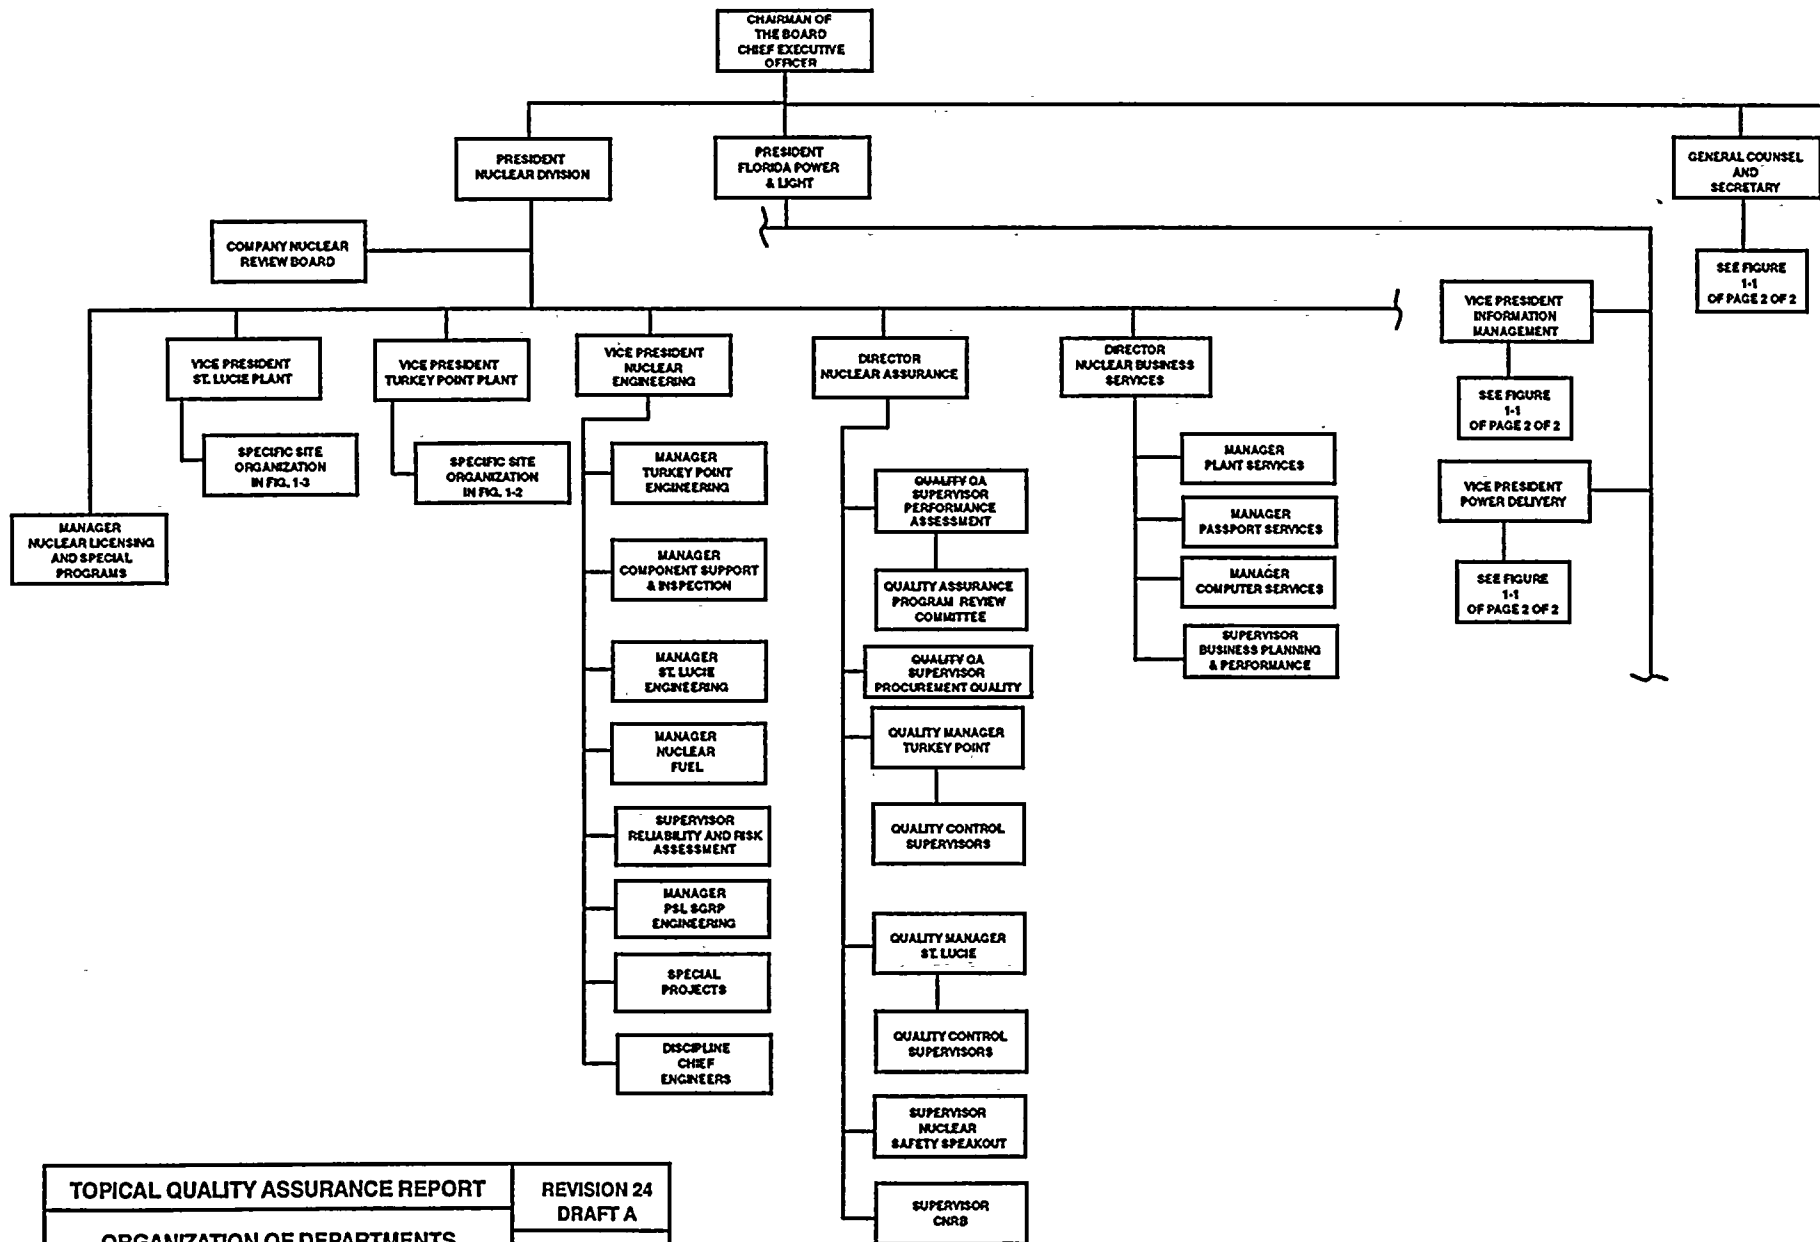 CHAIRMAN OF
THE BOARD
CHIEF EXECUTIVE
OFFICER
PRESIDENT
NUCLEAR DIVISION
PRESIDENT
FLORIDA POWER
& LIGHT
GENERAL COUNSEL
AND
SECRETARY
COMPANY NUCLEAR
REVIEW BOARD
SEE FIGURE
1-1
OF PAGE 2 OF 2
VICE PRESIDENT
INFORMATION
MANAGEMENT
SEE FIGURE
1-1
OF PAGE 2 OF 2
VICE PRESIDENT
POWER DELIVERY
SEE FIGURE
1-1
OF PAGE 2 OF 2
MANAGER
NUCLEAR LICENSING
AND SPECIAL
PROGRAMS
VICE PRESIDENT
ST. LUCIE PLANT
SPECIFIC SITE
ORGANIZATION
IN FIG. 1-3
VICE PRESIDENT
TURKEY POINT PLANT
SPECIFIC SITE
ORGANIZATION
IN FIG. 1-2
VICE PRESIDENT
NUCLEAR
ENGINEERING
MANAGER
TURKEY POINT
ENGINEERING
MANAGER
COMPONENT SUPPORT
& INSPECTION
MANAGER
ST. LUCIE
ENGINEERING
MANAGER
NUCLEAR
FUEL
SUPERVISOR
RELIABILITY AND RISK
ASSESSMENT
MANAGER
PSL SGRP
ENGINEERING
SPECIAL
PROJECTS
DISCIPLINE
CHIEF
ENGINEERS
DIRECTOR
NUCLEAR ASSURANCE
QUALITY QA
SUPERVISOR
PERFORMANCE
ASSESSMENT
QUALITY ASSURANCE
PROGRAM REVIEW
COMMITTEE
QUALITY QA
SUPERVISOR
PROCUREMENT QUALITY
QUALITY MANAGER
TURKEY POINT
QUALITY CONTROL
SUPERVISORS
QUALITY MANAGER
ST. LUCIE
QUALITY CONTROL
SUPERVISORS
SUPERVISOR
NUCLEAR
SAFETY SPEAKOUT
SUPERVISOR
CNRB
DIRECTOR
NUCLEAR BUSINESS
SERVICES
MANAGER
PLANT SERVICES
MANAGER
PASSPORT SERVICES
MANAGER
COMPUTER SERVICES
SUPERVISOR
BUSINESS PLANNING
& PERFORMANCE
TOPICAL QUALITY ASSURANCE REPORT
REVISION 24
DRAFT A
ORGANIZATION OF DEPARTMENTS